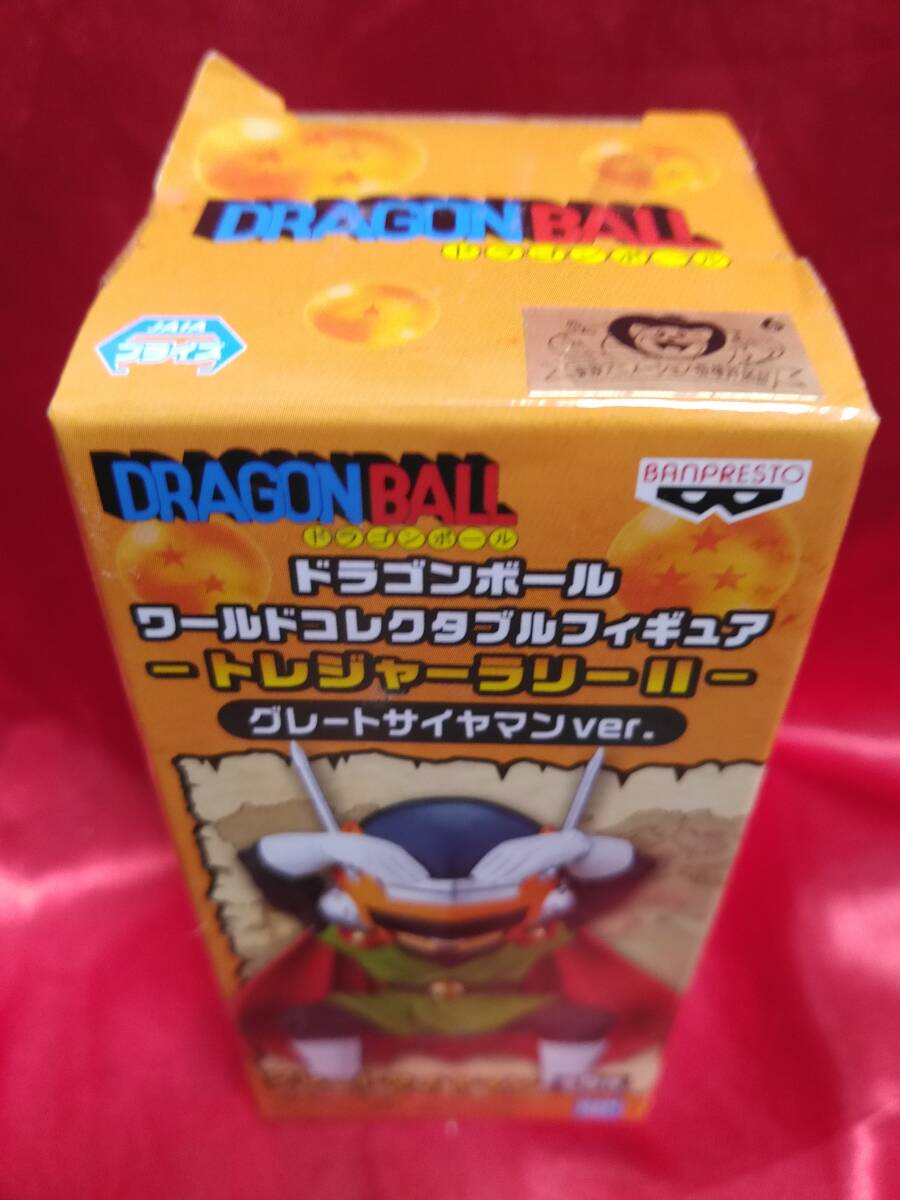 DRAGON BALL
ドラゴンボール
JAIA
プライズ
DRAGON BALL
ドラゴンボール
BANPRESTO
ドラゴンボール
ワールドコレクタブルフィギュア
-トレジャーラリーII-
グレートサイヤマンver.